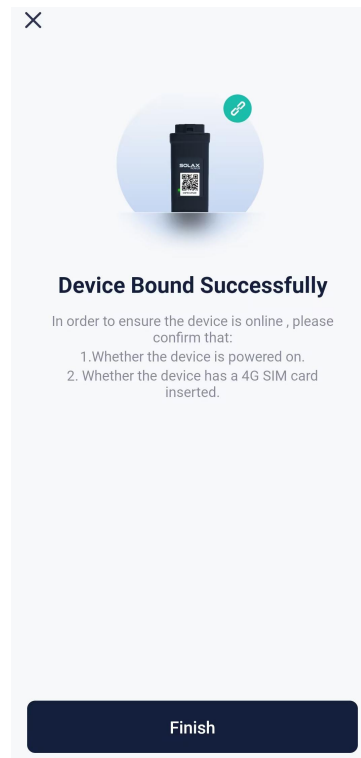 SOLAX
Device Bound Successfully
In order to ensure the device is online , please
confirm that:
1.Whether the device is powered on.
2. Whether the device has a 4G SIM card
inserted.
Finish